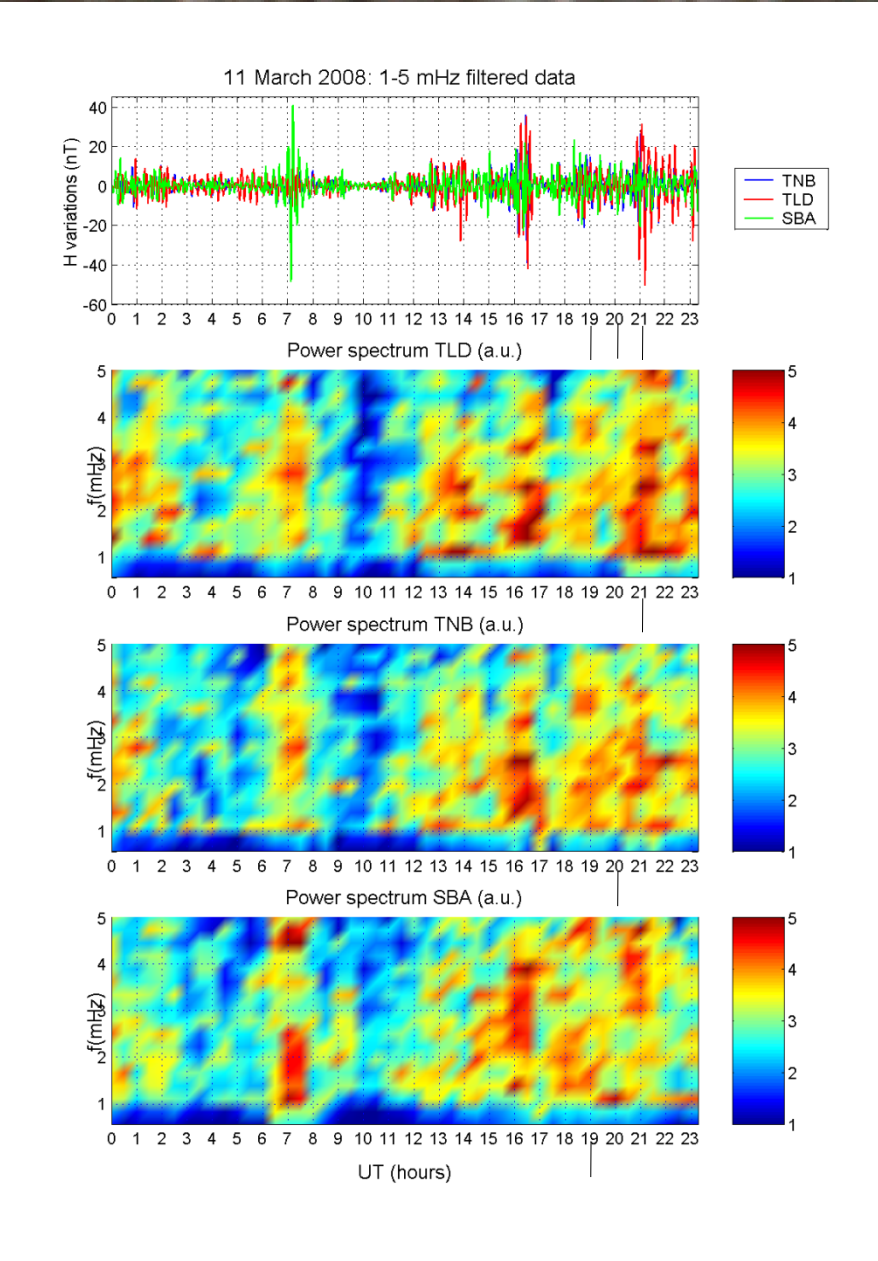 11 March 2008: 1-5 mHz filtered data
H variations (nT)
40
20
0
-20
-40
-60
0 1 2 3 4 5 6 7 8 9 10 11 12 13 14 15 16 17 18 19 20 21 22 23
TNB
TLD
SBA
Power spectrum TLD (a.u.)
f(mHz)
5
4
3
2
1
0 1 2 3 4 5 6 7 8 9 10 11 12 13 14 15 16 17 18 19 20 21 22 23
5
4
3
2
1
Power spectrum TNB (a.u.)
f(mHz)
5
4
3
2
1
0 1 2 3 4 5 6 7 8 9 10 11 12 13 14 15 16 17 18 19 20 21 22 23
5
4
3
2
1
Power spectrum SBA (a.u.)
f(mHz)
5
4
3
2
1
0 1 2 3 4 5 6 7 8 9 10 11 12 13 14 15 16 17 18 19 20 21 22 23
5
4
3
2
1
UT (hours)